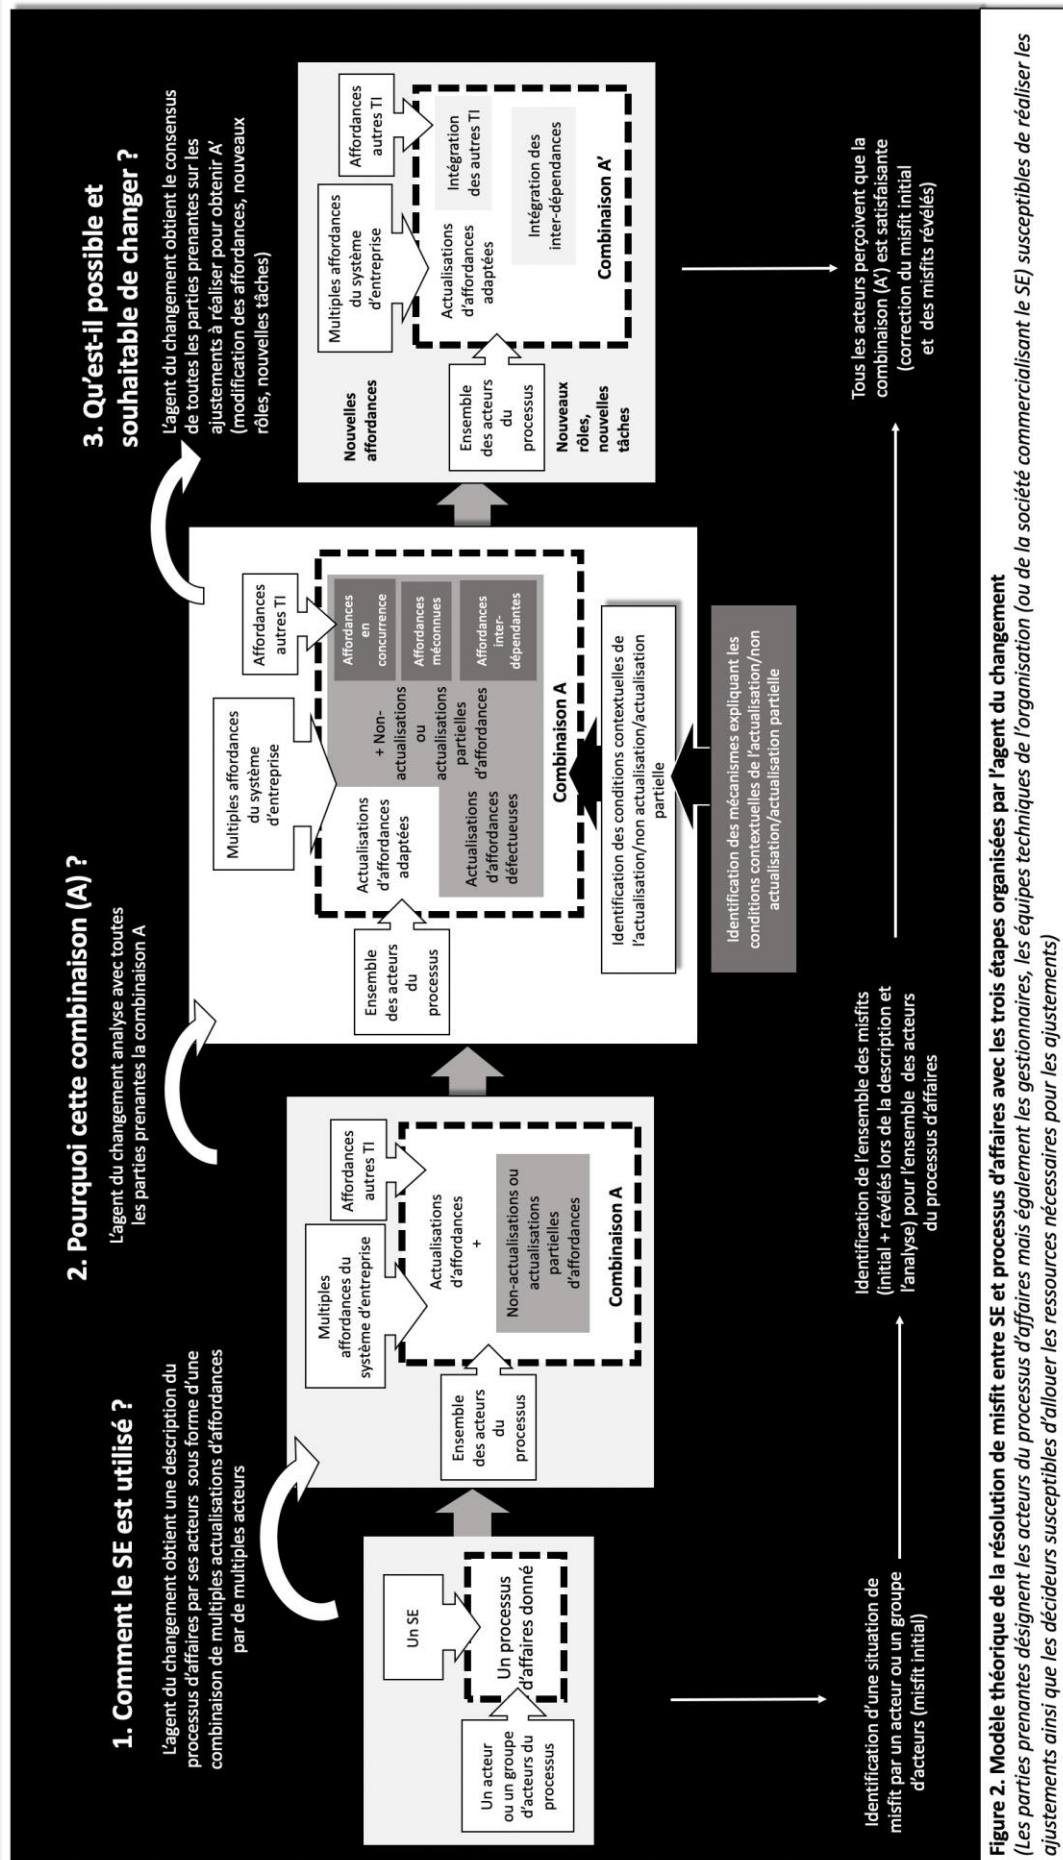 1. Comment le SE est utilisé ?
L'agent du changement obtient une description du
processus d'affaires par ses acteurs sous forme d'une
combinaison de multiples actualisations d'affordances
par de multiples acteurs
2. Pourquoi cette combinaison (A) ?
L'agent du changement analyse avec toutes
les parties prenantes la combinaison A
3. Qu'est-il possible et
souhaitable de changer ?
L'agent du changement obtient le consensus
de toutes les parties prenantes sur les
ajustements à réaliser pour obtenir A'
(modification des affordances, nouveaux
rôles, nouvelles tâches)
Un SE
Un acteur
ou un groupe
d'acteurs du
processus
Un processus
d'affaires donné
Multiples
affordances du
système d'entreprise
Affordances
autres TI
Ensemble
des acteurs
du
processus
Actualisations
d'affordances
+
Non-actualisations ou
actualisations
partielles
d'affordances
Combinaison A
Multiples affordances
du système
d'entreprise
Affordances
autres TI
Ensemble
des acteurs
du
processus
Actualisations
d'affordances
adaptées
Actualisations
d'affordances
défectueuses
+ Non-
actualisations
ou
actualisations
partielles
d'affordances
Affordances
en
concurrence
Affordances
méconnues
Affordances
inter-
dépendantes
Combinaison A
Identification des conditions contextuelles de
l'actualisation/non actualisation/actualisation
partielle
Identification des mécanismes expliquant les
conditions contextuelles de l'actualisation/non
actualisation/actualisation partielle
Nouvelles
affordances
Multiples affordances
du système
d'entreprise
Affordances
autres TI
Ensemble
des acteurs
du
processus
Nouveaux
rôles,
nouvelles
tâches
Actualisations
d'affordances
adaptées
Intégration
des autres TI
Intégration des
inter-dépendances
Combinaison A'
Identification d'une situation de
misfit par un acteur ou un groupe
d'acteurs (misfit initial)
Identification de l'ensemble des misfits
(initial + révélés lors de la description et
l'analyse) pour l'ensemble des acteurs
du processus d'affaires
Tous les acteurs perçoivent que la
combinaison (A') est satisfaisante
(correction du misfit initial
et des misfits révélés)
Figure 2. Modèle théorique de la résolution de misfit entre SE et processus d'affaires avec les trois étapes organisées par l'agent du changement
(Les parties prenantes désignent les acteurs du processus d'affaires mais également les gestionnaires, les équipes techniques de l'organisation (ou de la société commercialisant le SE) susceptibles de réaliser les
ajustements ainsi que les décideurs susceptibles d'allouer les ressources nécessaires pour les ajustements)